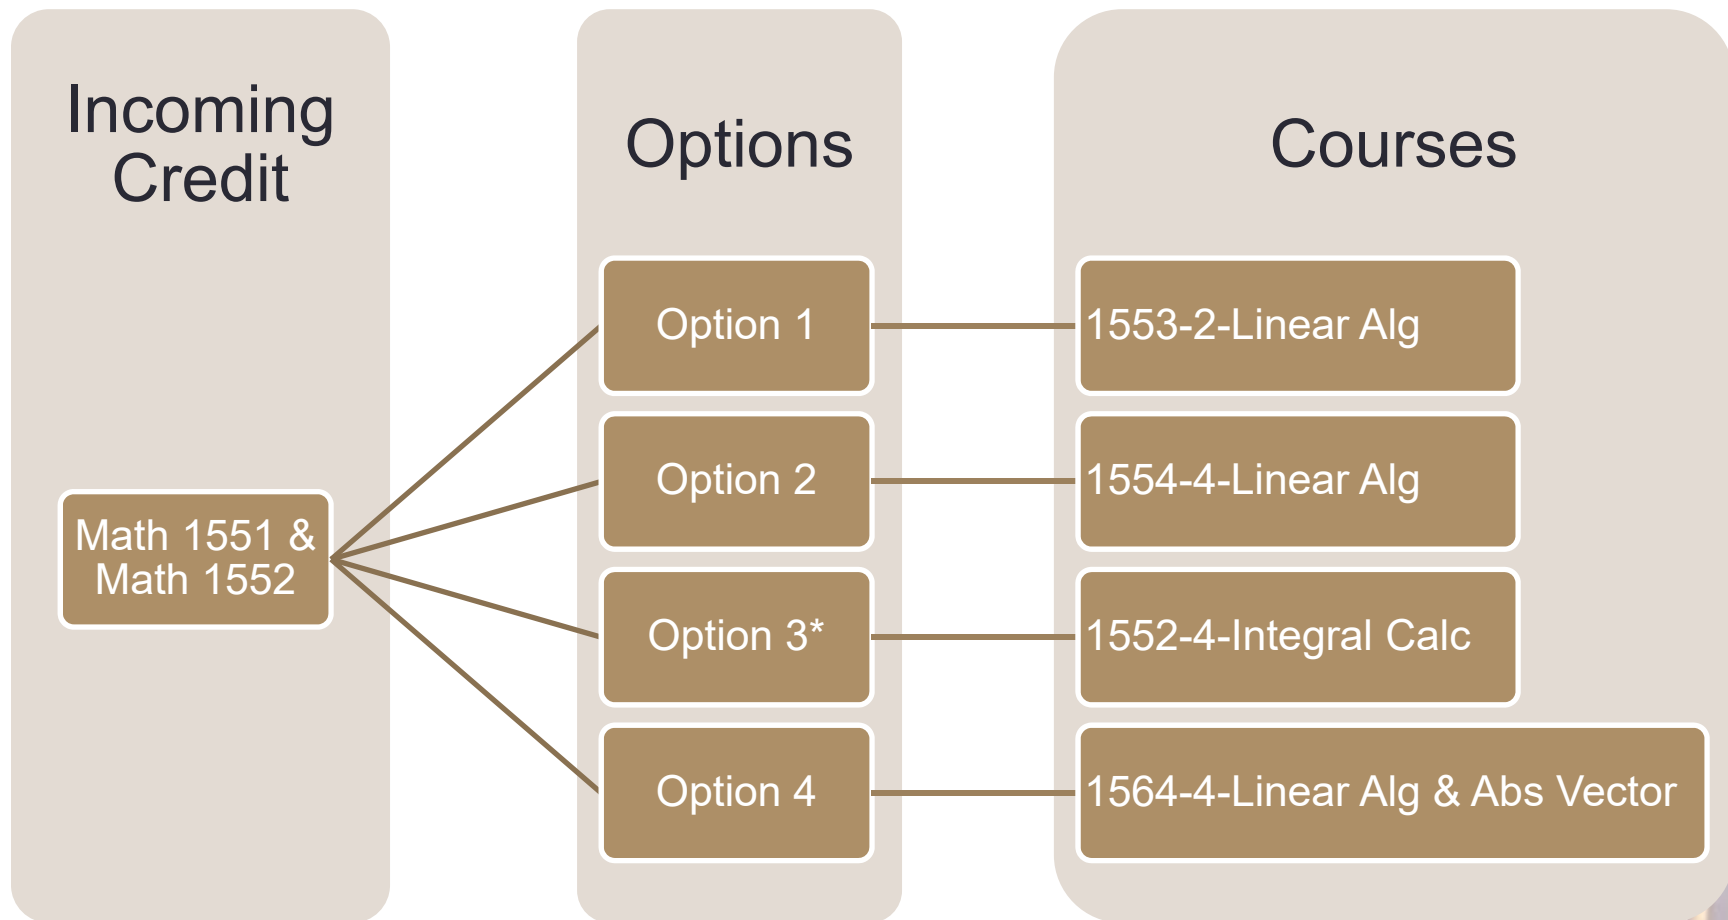 Incoming
Credit
Options
Courses
Math 1551 &
Math 1552
Option 1
1553-2-Linear Alg
Option 2
1554-4-Linear Alg
Option 3*
1552-4-Integral Calc
Option 4
1564-4-Linear Alg & Abs Vector